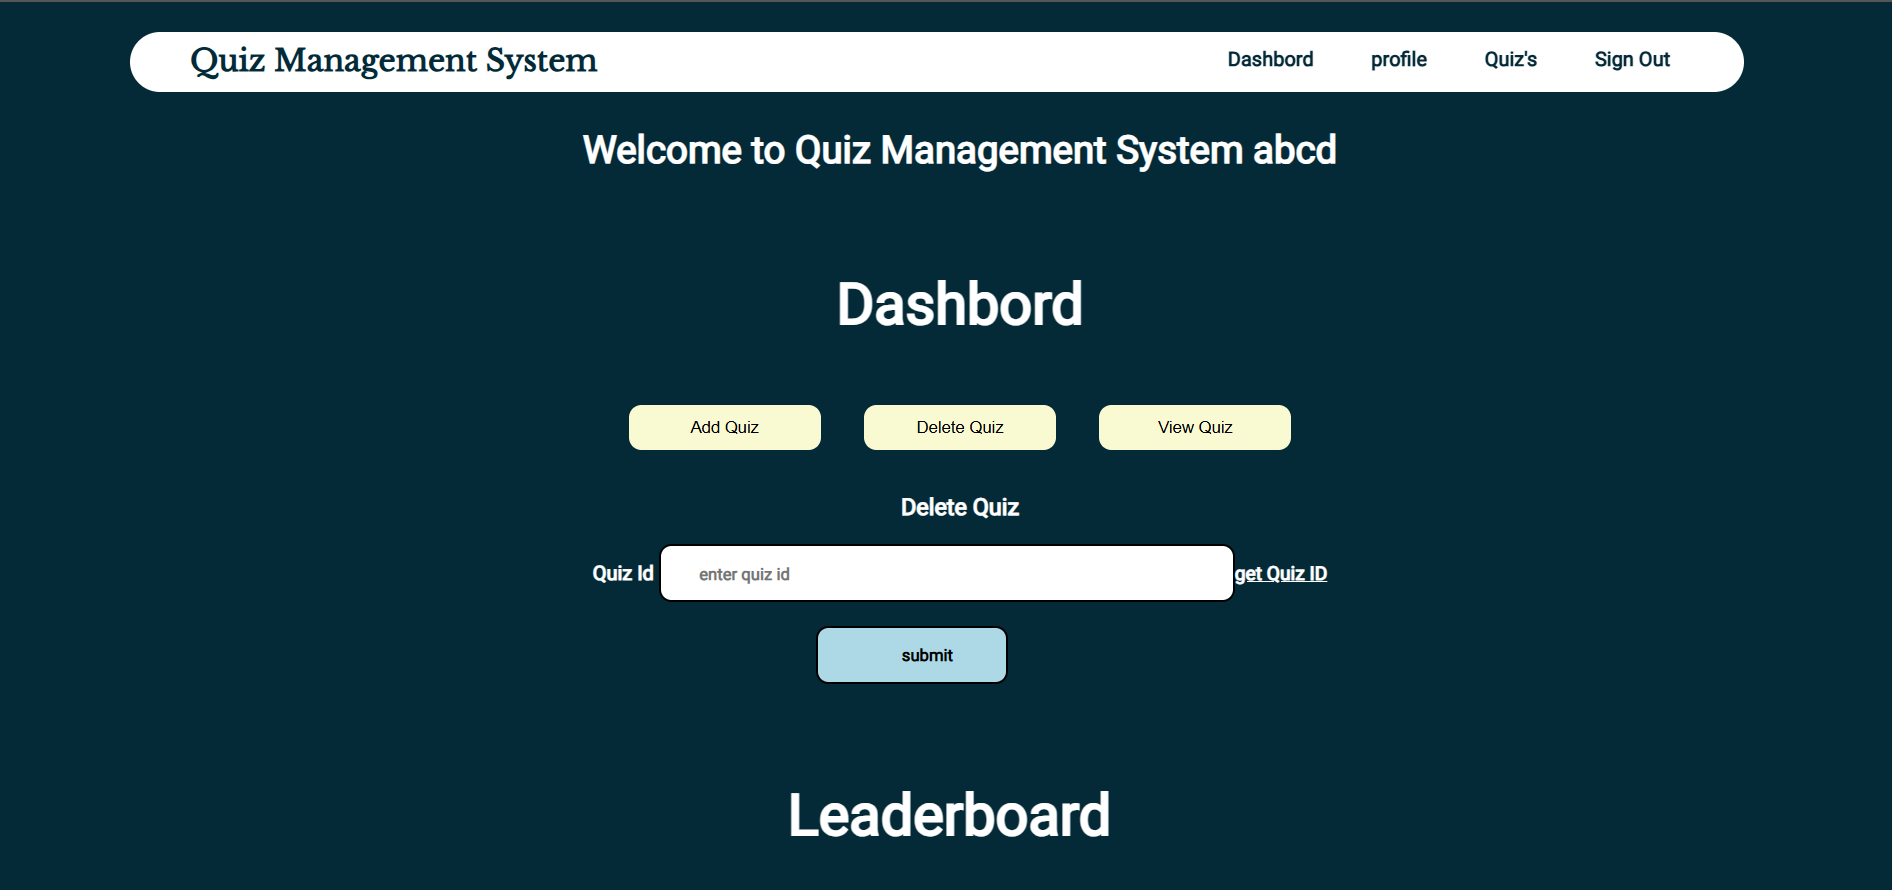 Quiz Management System Dashbord profile Quiz's Sign Out
Welcome to Quiz Management System abcd
Dashbord
Add Quiz Delete Quiz View Quiz
Delete Quiz
Quiz Id enter quiz id get Quiz ID
submit
Leaderboard